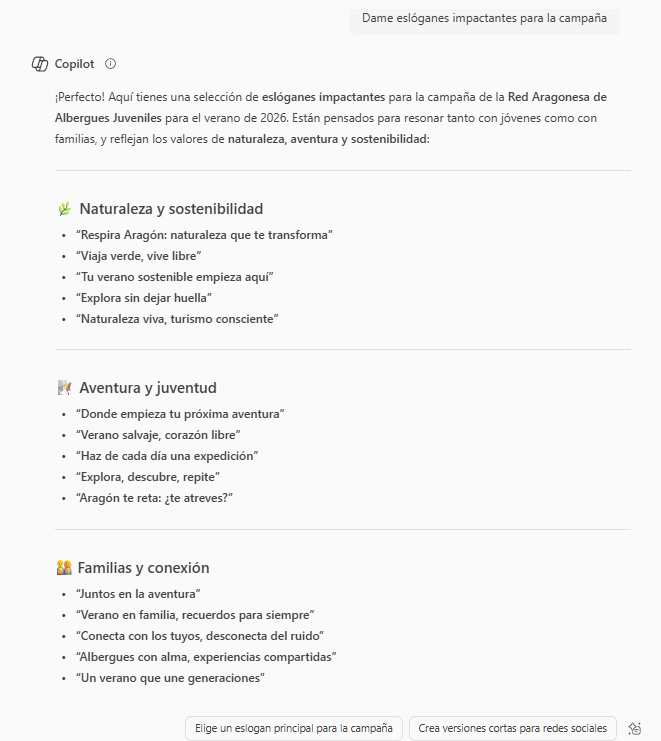 Dame eslóganes impactantes para la campaña
Copilot
¡Perfecto! Aquí tienes una selección de eslóganes impactantes para la campaña de la Red Aragonesa de
Albergues Juveniles para el verano de 2026. Están pensados para resonar tanto con jóvenes como con
familias, y reflejan los valores de naturaleza, aventura y sostenibilidad:
Naturaleza y sostenibilidad
• “Respira Aragón: naturaleza que te transforma”
• “Viaja verde, vive libre”
• “Tu verano sostenible empieza aquí”
• “Explora sin dejar huella”
• “Naturaleza viva, turismo consciente”
Aventura y juventud
• “Donde empieza tu próxima aventura”
• “Verano salvaje, corazón libre”
• “Haz de cada día una expedición”
• “Explora, descubre, repite”
• “Aragón te reta: ¿te atreves?”
Familias y conexión
• “Juntos en la aventura”
• “Verano en familia, recuerdos para siempre”
• “Conecta con los tuyos, desconecta del ruido”
• “Albergues con alma, experiencias compartidas”
• “Un verano que une generaciones”
Elige un eslogan principal para la campaña
Crea versiones cortas para redes sociales